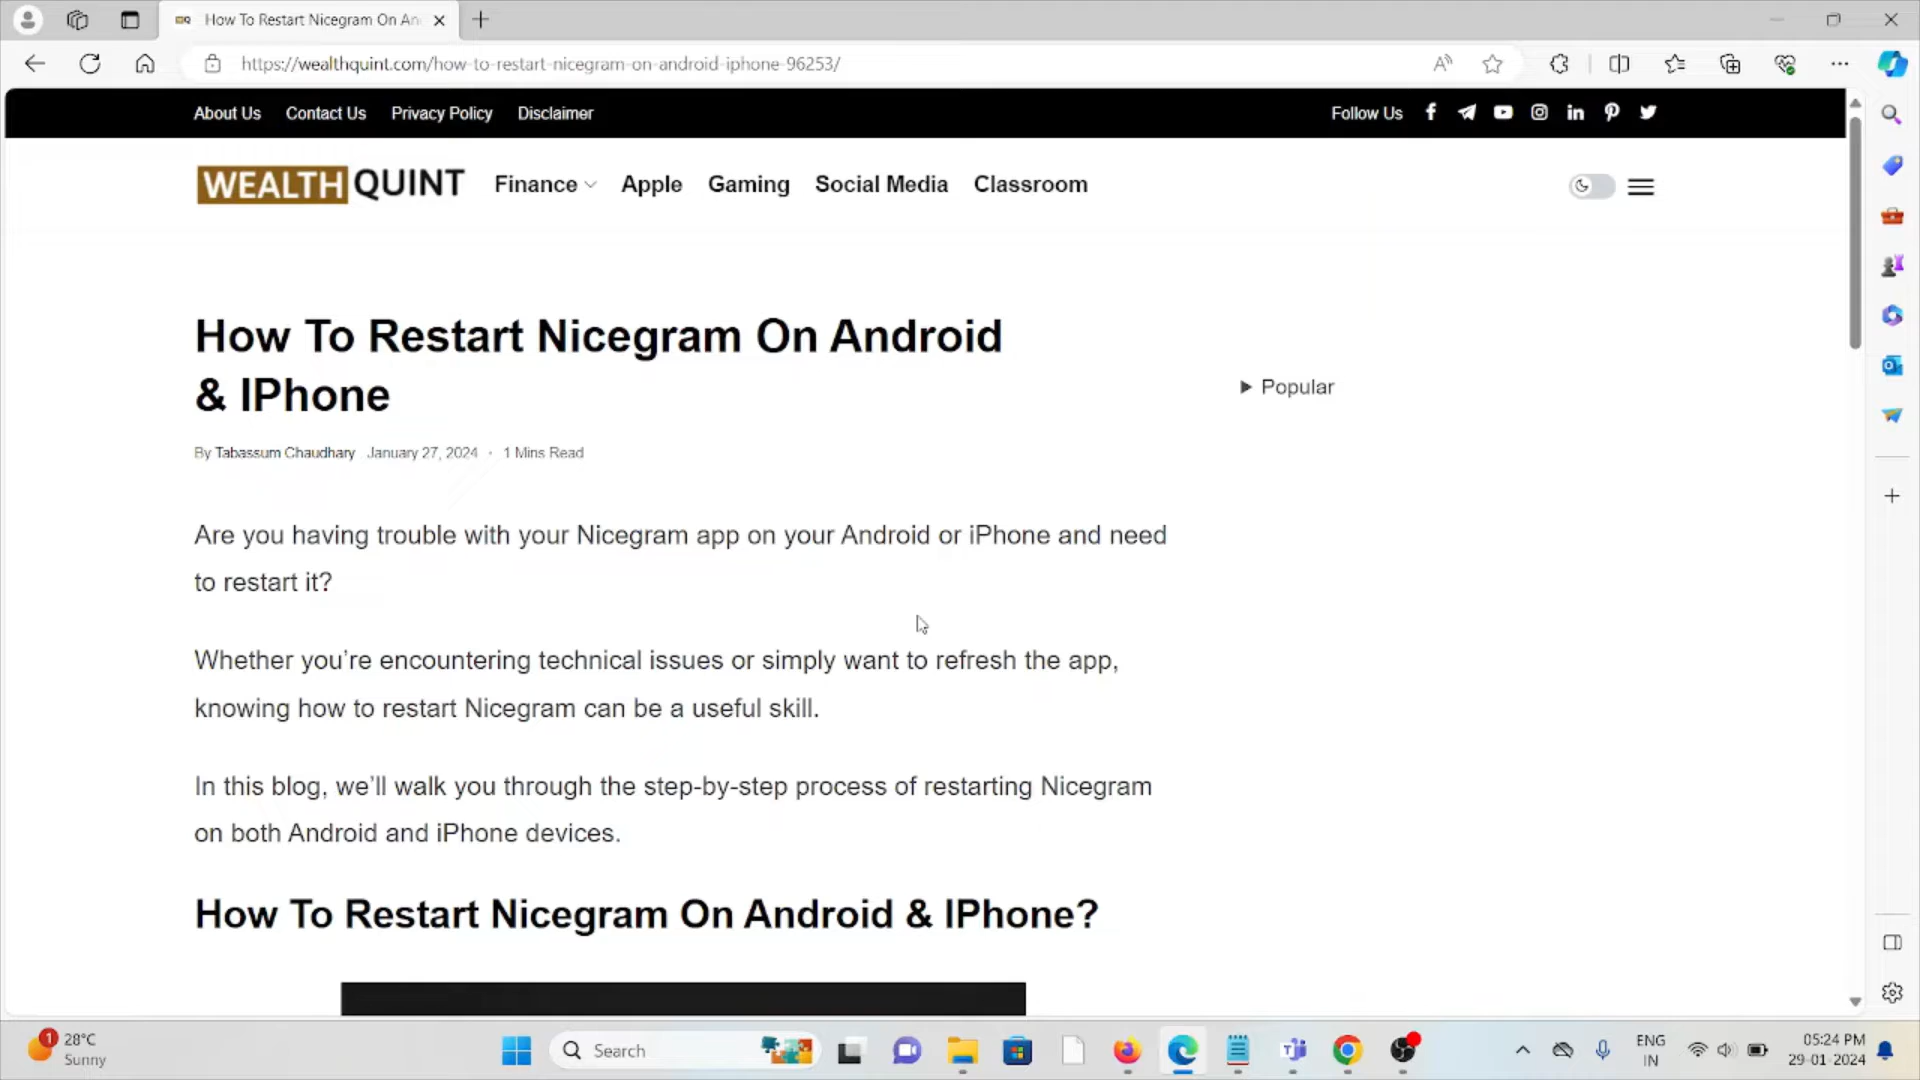 How To Restart Nicegram On An
https://wealthquint.com/how-to-restart-nicegram-on-android-iphone-96253/
About Us Contact Us Privacy Policy Disclaimer Follow Us
WEALTH QUINT Finance Apple Gaming Social Media Classroom
How To Restart Nicegram On Android
& IPhone
Popular
By Tabassum Chaudhary January 27, 2024 • 1 Mins Read
Are you having trouble with your Nicegram app on your Android or iPhone and need
to restart it?
Whether you’re encountering technical issues or simply want to refresh the app,
knowing how to restart Nicegram can be a useful skill.
In this blog, we’ll walk you through the step-by-step process of restarting Nicegram
on both Android and iPhone devices.
How To Restart Nicegram On Android & IPhone?
1 28°C
Sunny
Search
ENG
IN
05:24 PM
29-01-2024